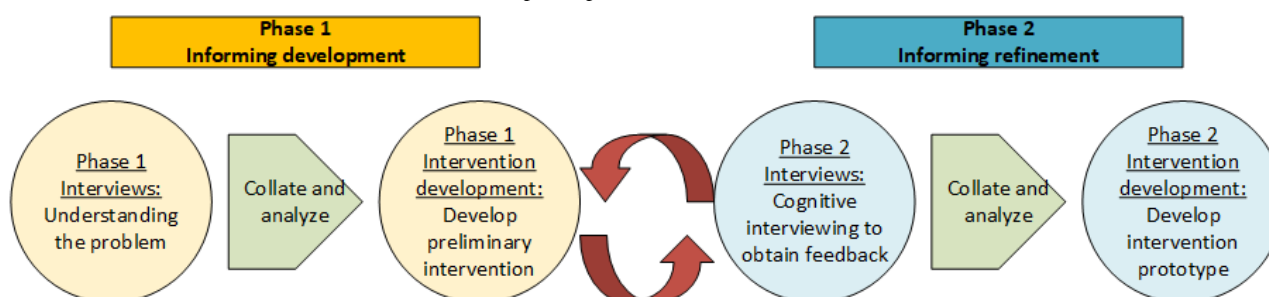 Phase 1
Informing development
Phase 2
Informing refinement
Phase 1
Interviews:
Understanding
the problem
Collate and
analyze
Phase 1
Intervention
development:
Develop
preliminary
intervention
Phase 2
Interviews:
Cognitive
interviewing to
obtain feedback
Collate and
analyze
Phase 2
Intervention
development:
Develop
intervention
prototype